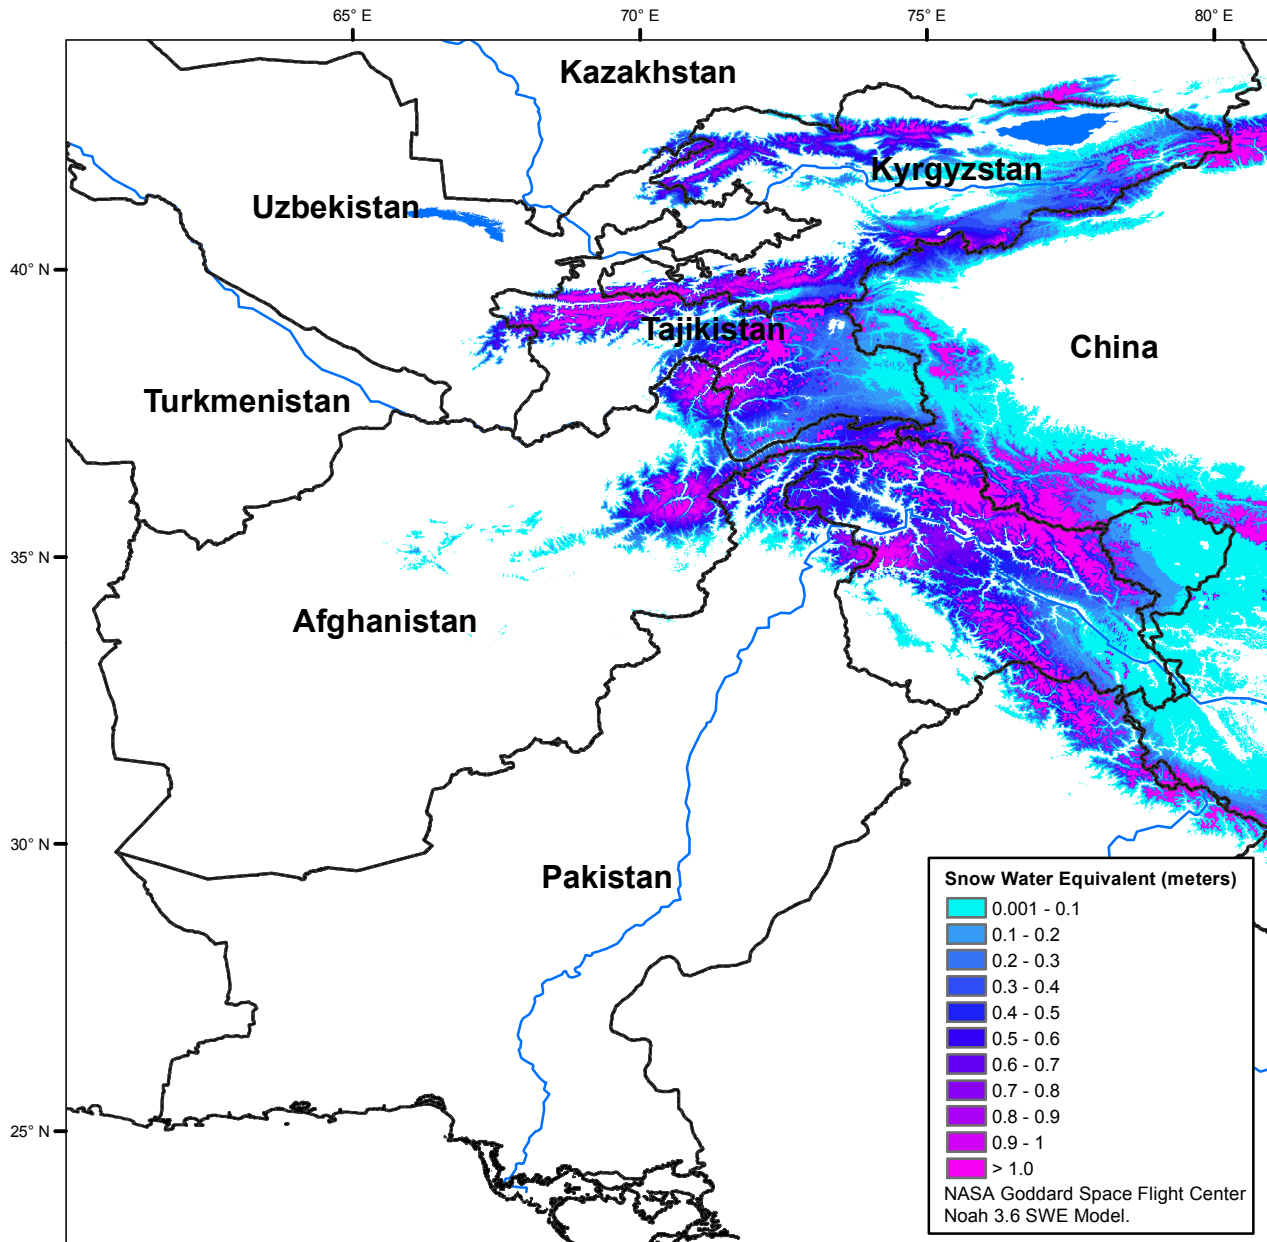 65° E
70° E
75° E
80° E
Kazakhstan
Kyrgyzstan
Uzbekistan
40° N
Tajikistan
China
Turkmenistan
35° N
Afghanistan
30° N
Pakistan
25° N
Snow Water Equivalent (meters)
0.001 - 0.1
0.1 - 0.2
0.2 - 0.3
0.3 - 0.4
0.4 - 0.5
0.5 - 0.6
0.6 - 0.7
0.7 - 0.8
0.8 - 0.9
0.9 - 1
> 1.0
NASA Goddard Space Flight Center
Noah 3.6 SWE Model.